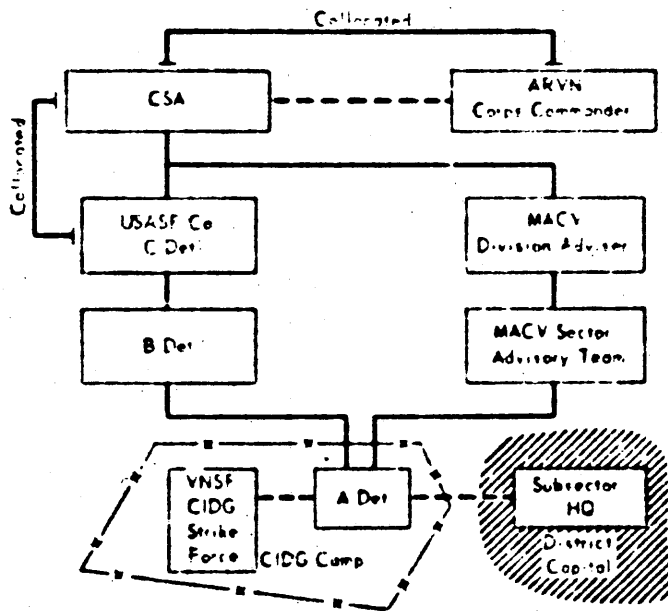 Collocated
CSA
ARVN
Corps Commander
Collocated
USASF Co
C Det
MACV
Division Adviser
B Det
MACV Sector
Advisory Team
VNSF
CIDG
Strike
Force
A Det
Subsector
HQ
CIDG Camp
District
Capital